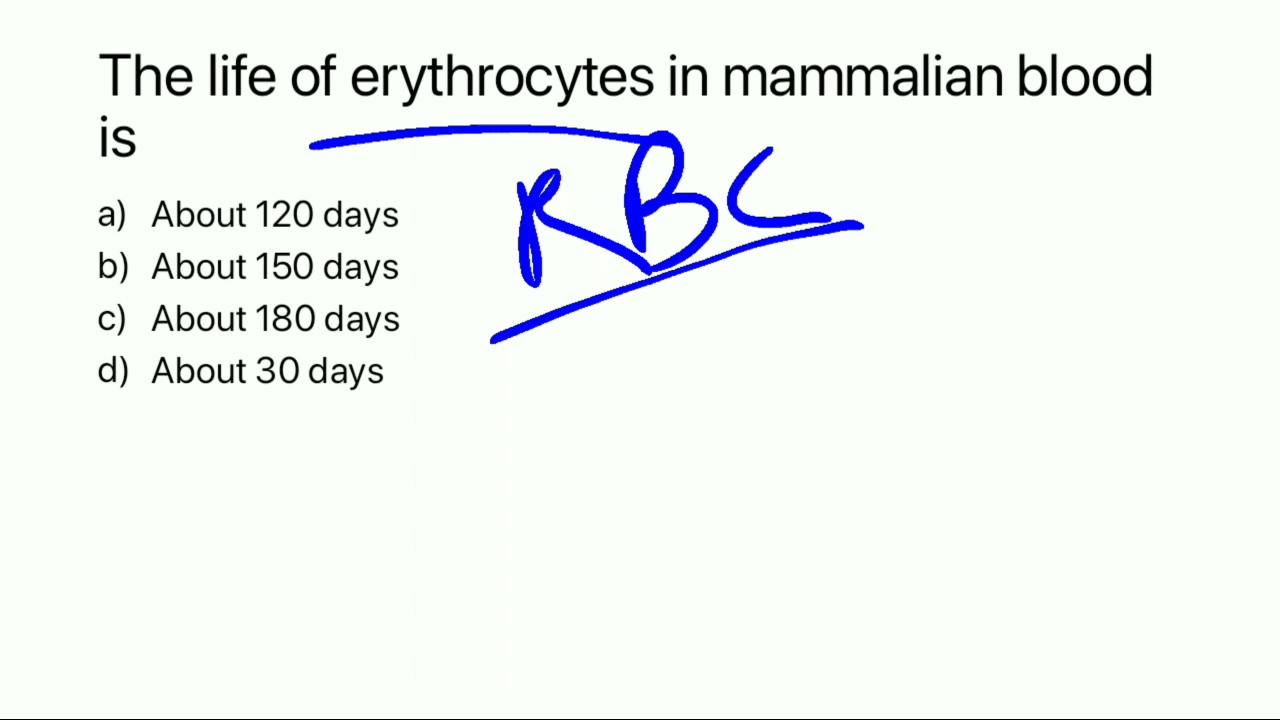 The life of erythrocytes in mammalian blood
is
RBC
a) About 120 days
b) About 150 days
c) About 180 days
d) About 30 days